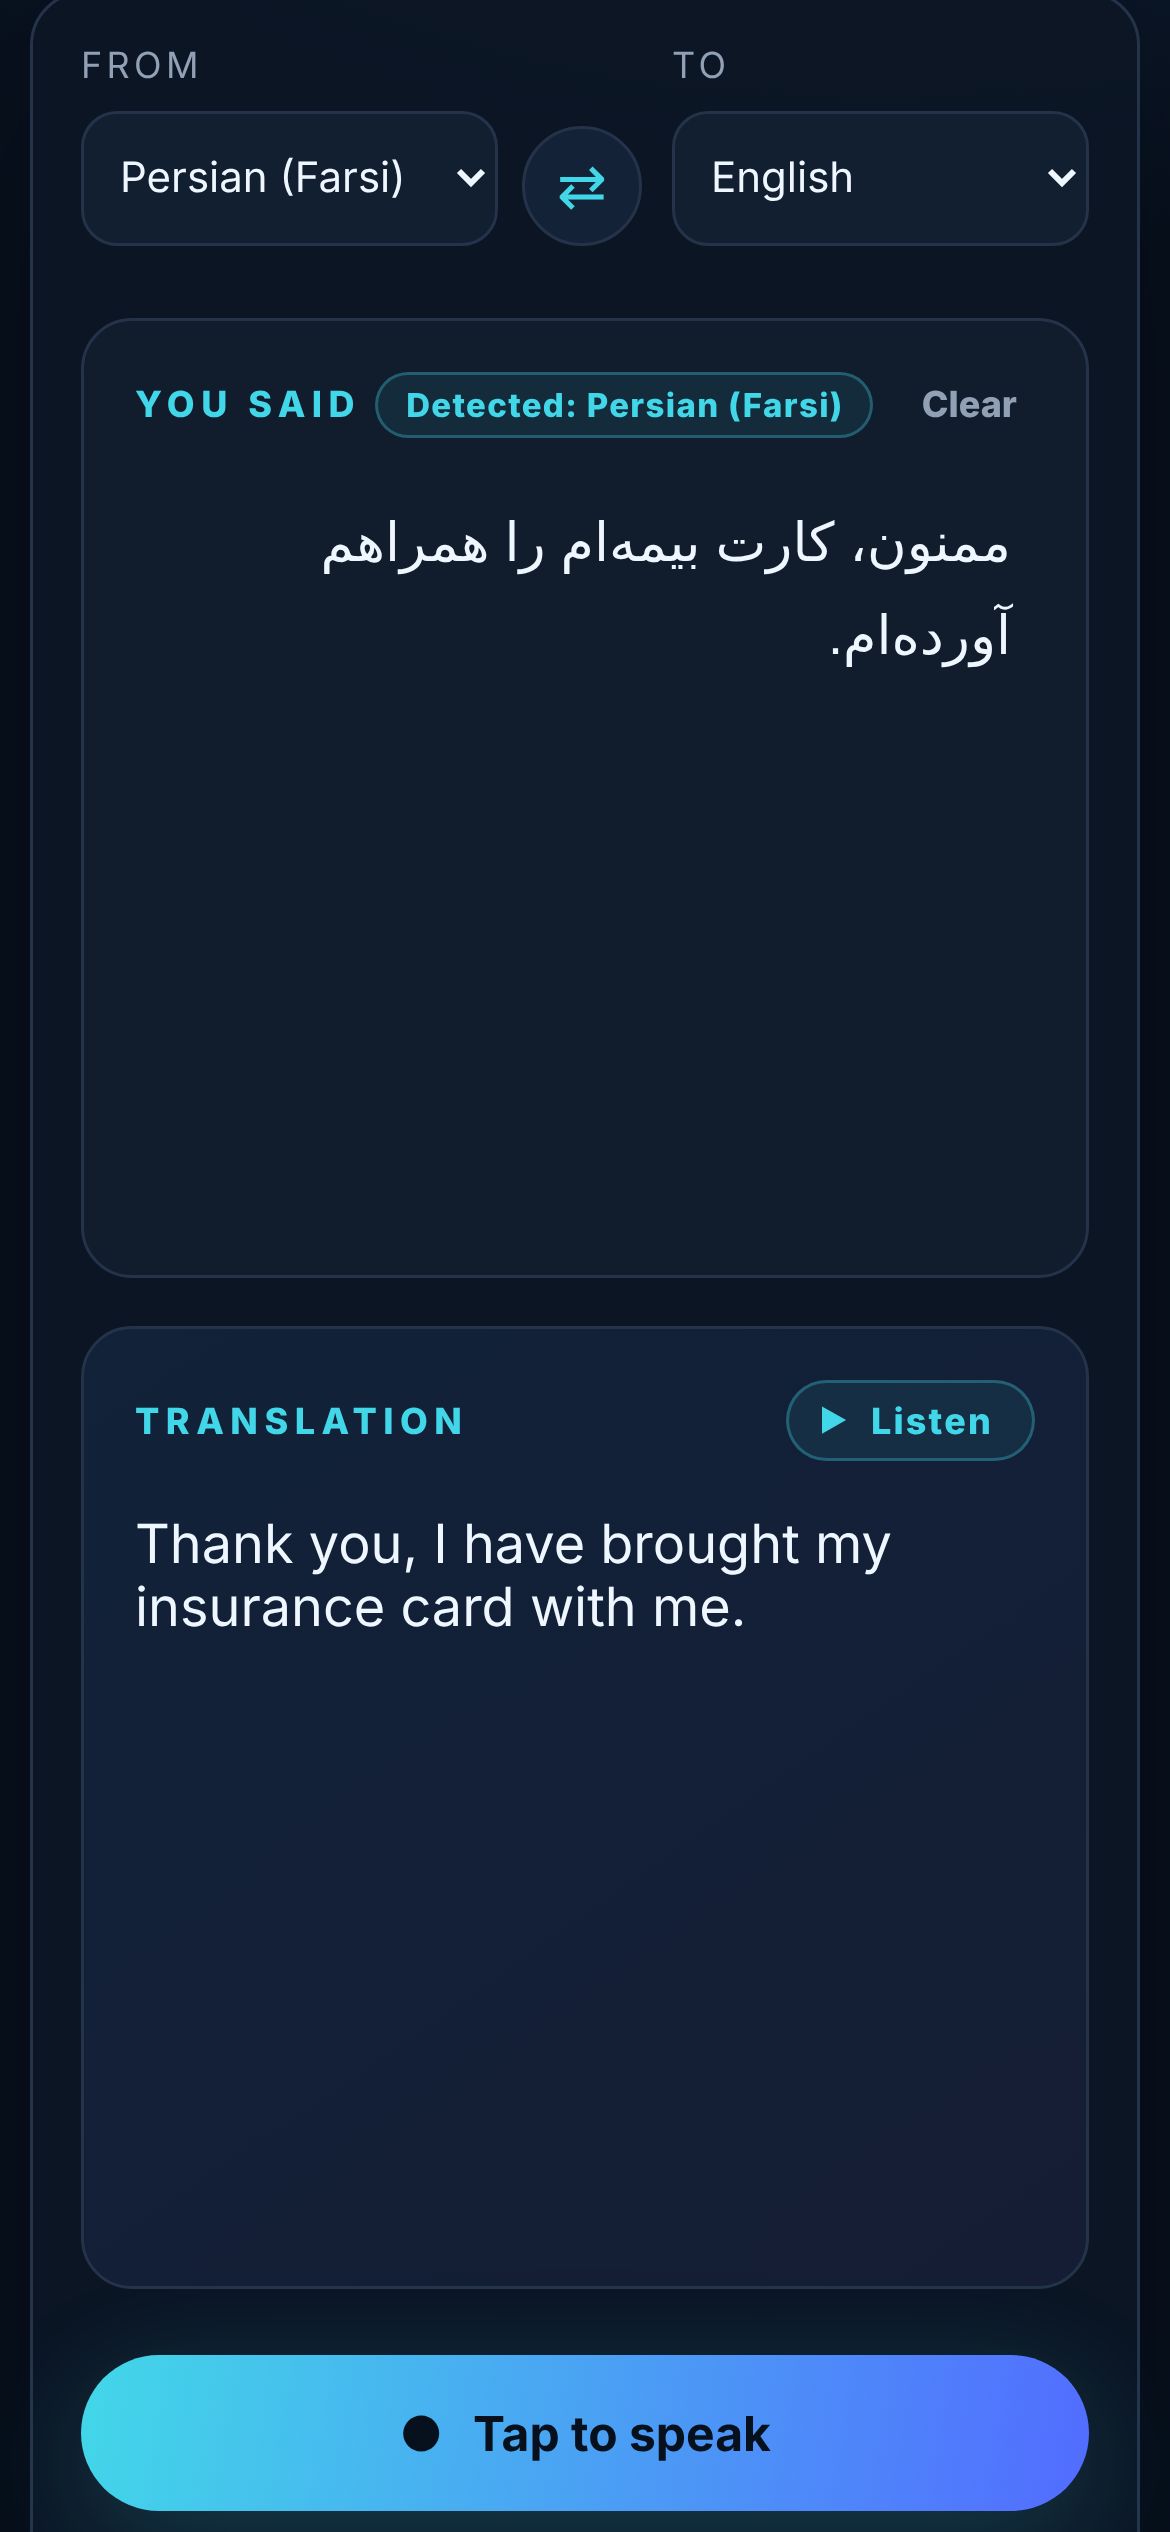 FROM
TO
Persian (Farsi)
English
YOU SAID
Detected: Persian (Farsi)
Clear
ممنون، کارت بیمه‌ام را همراهم
آورده‌ام.
TRANSLATION
Listen
Thank you, I have brought my
insurance card with me.
Tap to speak